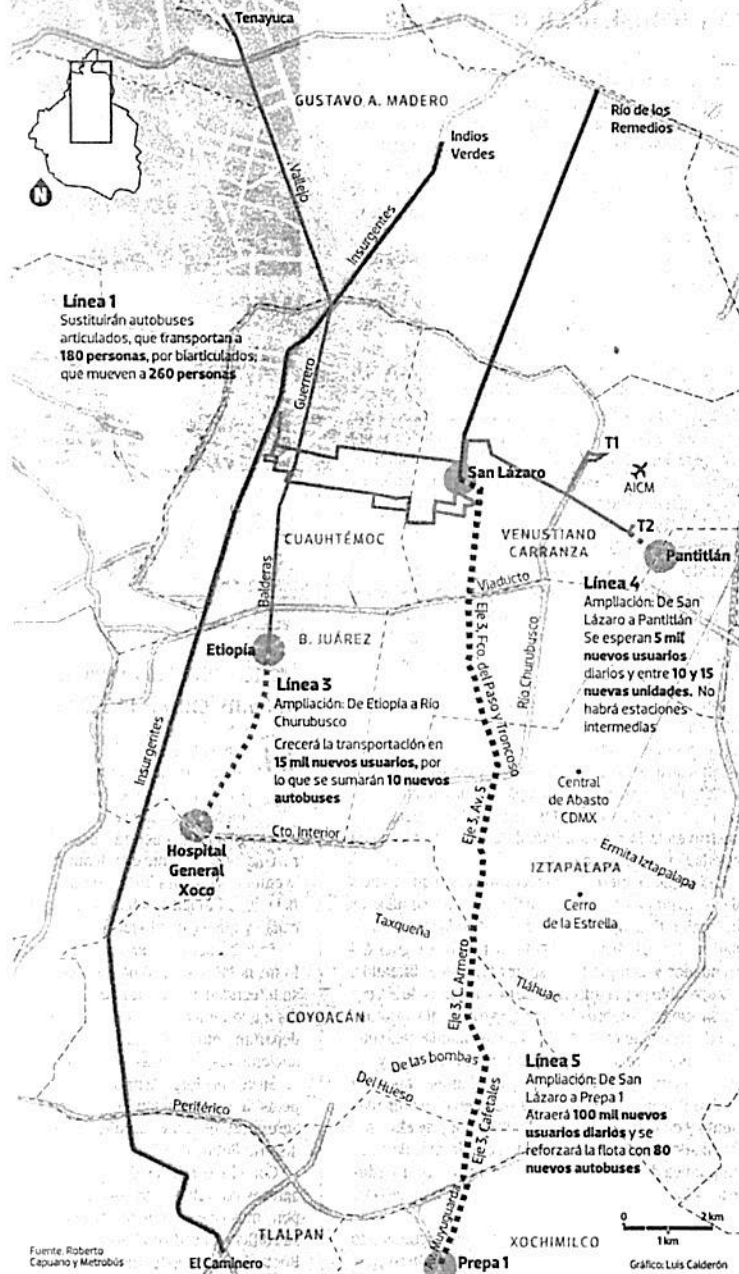 Tenayuca
GUSTAVO A. MADERO
Indios
Verdes
Río de los
Remedios
N
Vallejo
Insurgentes
Línea 1
Sustituirán autobuses
articulados, que transportan a
180 personas, por biarticulados,
que mueven a 260 personas
Guerrero
T1
San Lázaro
AICM
T2
CUAUHTÉMOC
VENUSTIANO
CARRANZA
Pantitlán
Balderas
Viaducto
Línea 4
Ampliación: De San
Lázaro a Pantitlán
Se esperan 5 mil
nuevos usuarios
diarios y entre 10 y 15
nuevas unidades. No
habrá estaciones
intermedias
Etiopía
B. JUÁREZ
Eje 3, Fco. del Paso y Troncoso
Río Churubusco
Línea 3
Ampliación: De Etiopía a Río
Churubusco
Crecerá la transportación en
15 mil nuevos usuarios, por
lo que se sumarán 10 nuevos
autobuses
Insurgentes
Central
de Abasto
CDMX
Eje 3, Av. 5
Cto. Interior
Hospital
General
Xoco
IZTAPALAPA
Ermita Iztapalapa
Cerro
de la Estrella
Taxqueña
Eje 3, C. Armero
Tláhuac
COYOACÁN
De las bombas
Del Hueso
Línea 5
Ampliación: De San
Lázaro a Prepa 1
Atraerá 100 mil nuevos
usuarios diarios y se
reforzará la flota con 80
nuevos autobuses
Periférico
Eje 3, Cafetales
Muyuguarda
0 2 km
1 km
TLALPAN
XOCHIMILCO
Fuente: Roberto
Capuano y Metrobús
El Caminero
Prepa 1
Gráfico: Luis Calderón